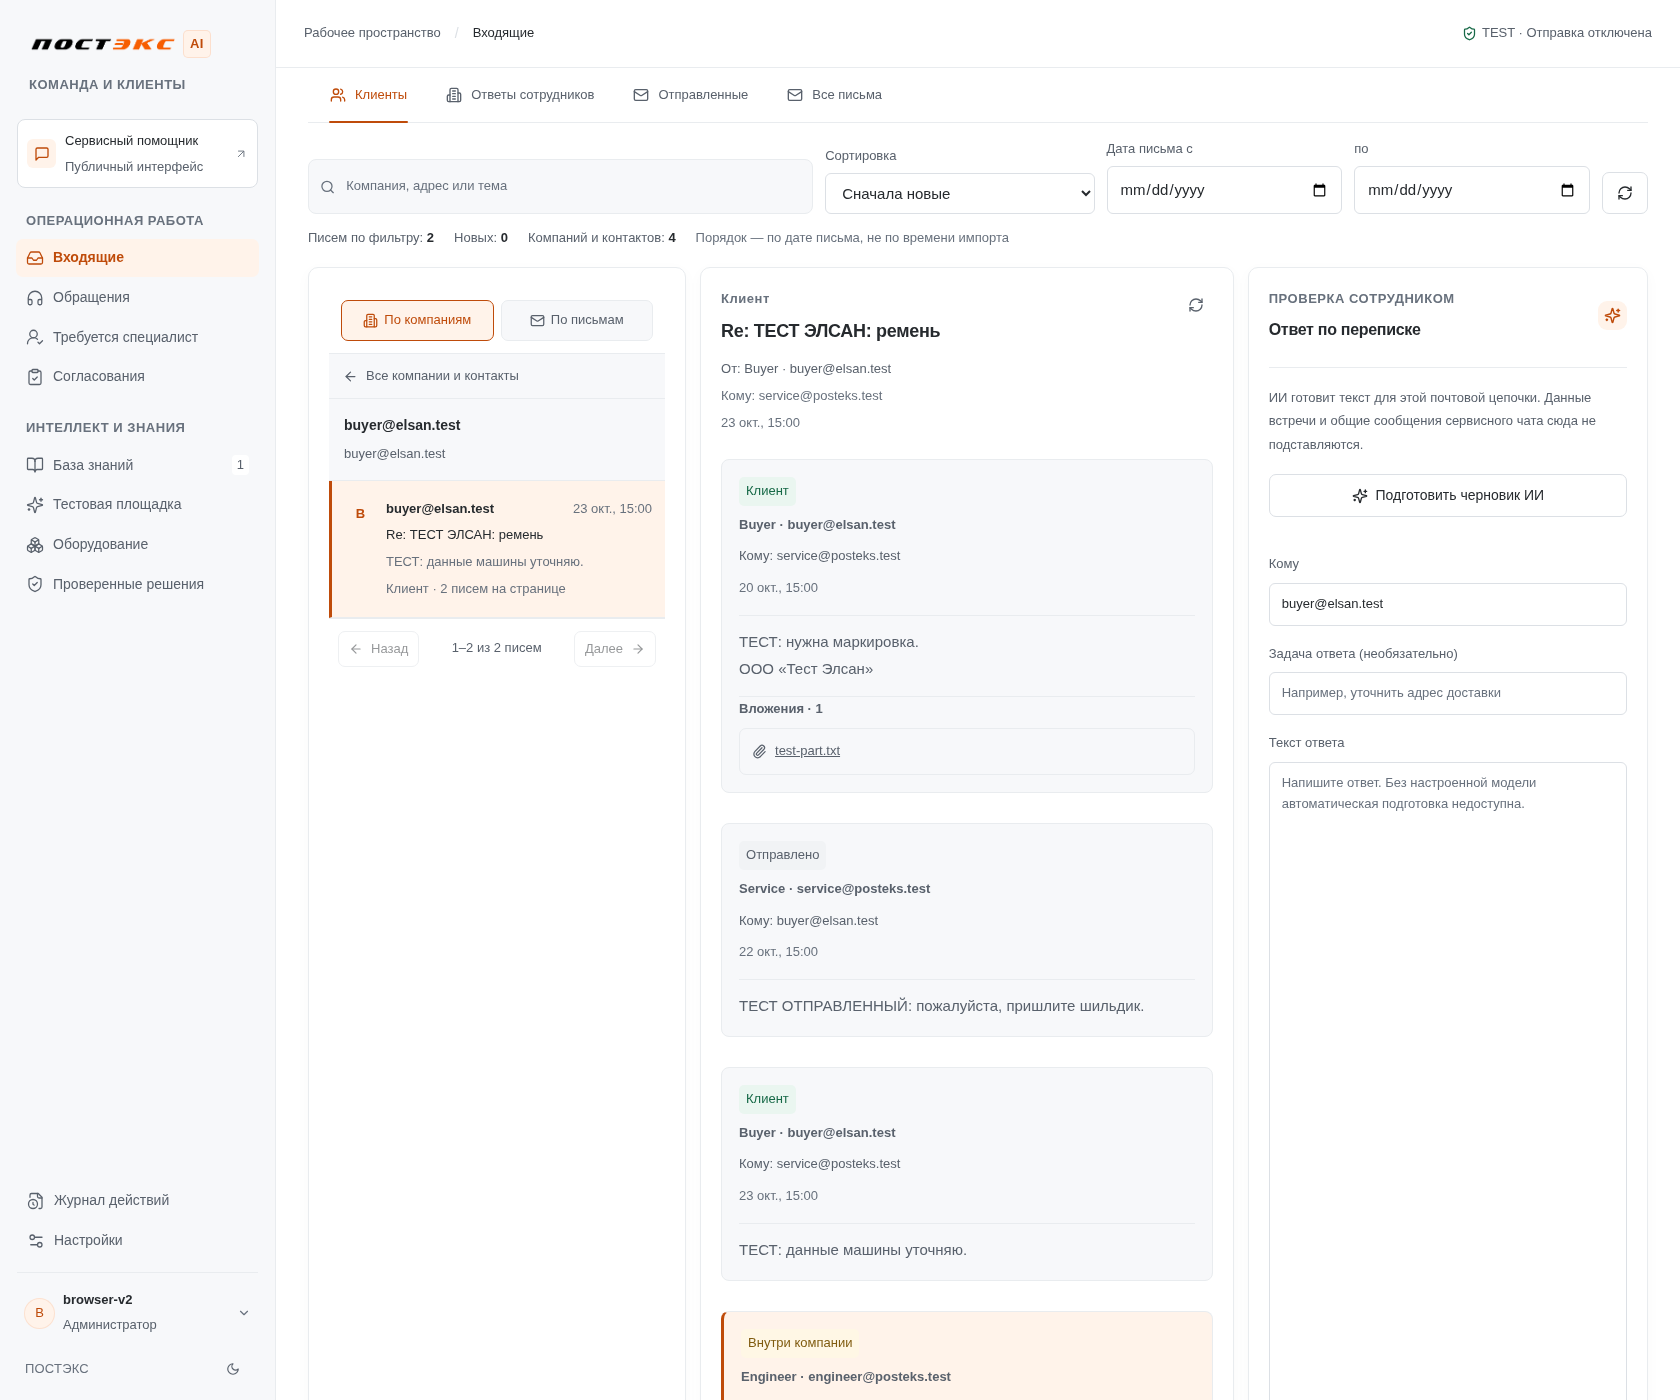 ПОСТЭКС AI
КОМАНДА И КЛИЕНТЫ
Сервисный помощник
Публичный интерфейс
ОПЕРАЦИОННАЯ РАБОТА
Входящие
Обращения
Требуется специалист
Согласования
ИНТЕЛЛЕКТ И ЗНАНИЯ
База знаний 1
Тестовая площадка
Оборудование
Проверенные решения
Журнал действий
Настройки
B
browser-v2
Администратор
ПОСТЭКС
Рабочее пространство / Входящие
TEST · Отправка отключена
Клиенты
Ответы сотрудников
Отправленные
Все письма
Компания, адрес или тема
Сортировка
Сначала новые
Дата письма с
mm/dd/yyyy
по
mm/dd/yyyy
Писем по фильтру: 2 Новых: 0 Компаний и контактов: 4 Порядок — по дате письма, не по времени импорта
По компаниям
По письмам
Все компании и контакты
buyer@elsan.test
buyer@elsan.test
B
buyer@elsan.test 23 окт., 15:00
Re: ТЕСТ ЭЛСАН: ремень
ТЕСТ: данные машины уточняю.
Клиент · 2 писем на странице
Назад 1–2 из 2 писем Далее
Клиент
Re: ТЕСТ ЭЛСАН: ремень
От: Buyer · buyer@elsan.test
Кому: service@posteks.test
23 окт., 15:00
Клиент
Buyer · buyer@elsan.test
Кому: service@posteks.test
20 окт., 15:00
ТЕСТ: нужна маркировка.
ООО «Тест Элсан»
Вложения · 1
test-part.txt
Отправлено
Service · service@posteks.test
Кому: buyer@elsan.test
22 окт., 15:00
ТЕСТ ОТПРАВЛЕННЫЙ: пожалуйста, пришлите шильдик.
Клиент
Buyer · buyer@elsan.test
Кому: service@posteks.test
23 окт., 15:00
ТЕСТ: данные машины уточняю.
Внутри компании
Engineer · engineer@posteks.test
ПРОВЕРКА СОТРУДНИКОМ
Ответ по переписке
ИИ готовит текст для этой почтовой цепочки. Данные
встречи и общие сообщения сервисного чата сюда не
подставляются.
Подготовить черновик ИИ
Кому
buyer@elsan.test
Задача ответа (необязательно)
Например, уточнить адрес доставки
Текст ответа
Напишите ответ. Без настроенной модели
автоматическая подготовка недоступна.